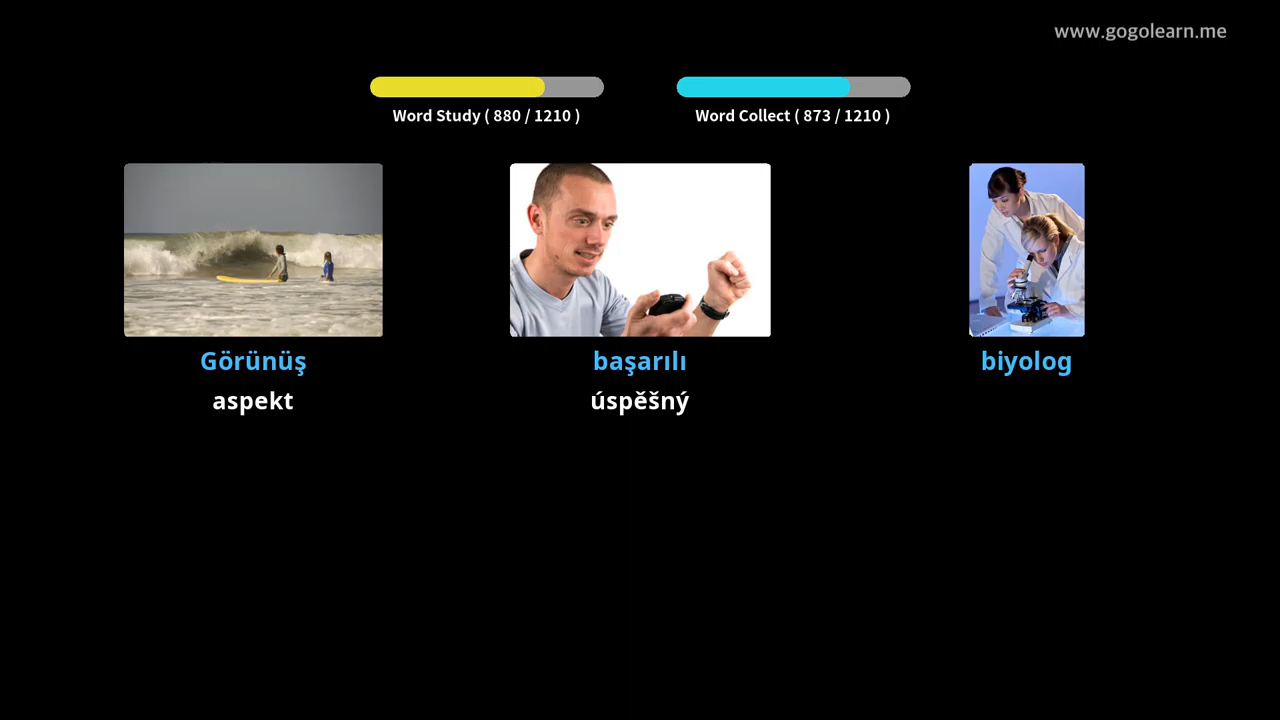 www.gogolearn.me
Word Study ( 880 / 1210 )
Word Collect ( 873 / 1210 )
Görünüş
başarılı
biyolog
aspekt
úspěšný